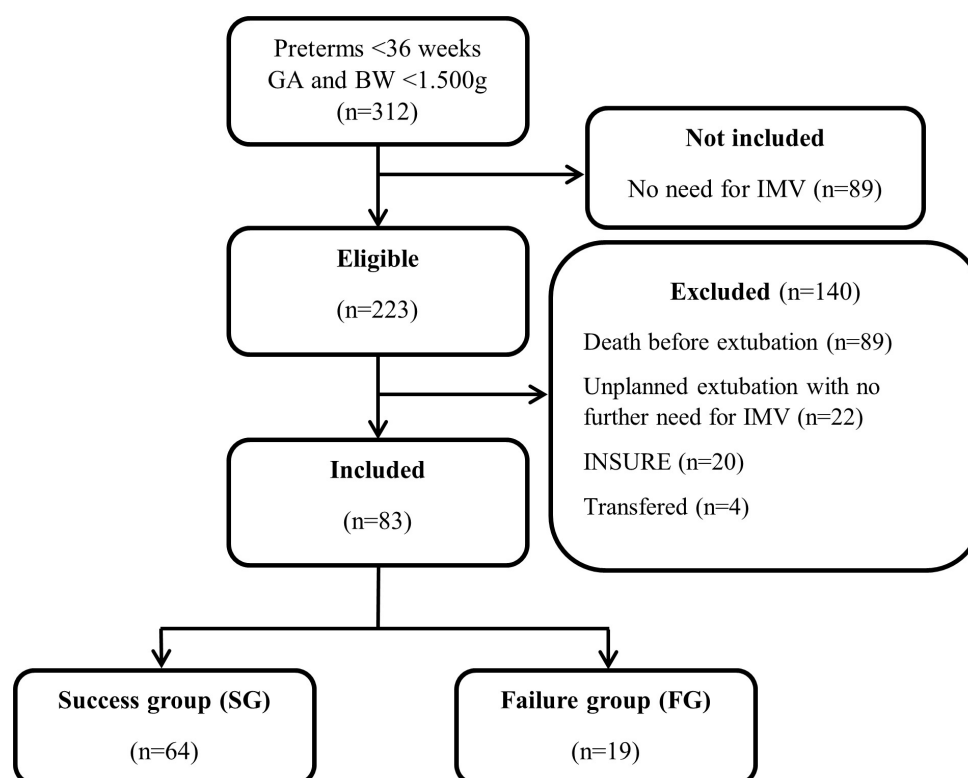 Preterms <36 weeks
GA and BW <1.500g
(n=312)
Not included
No need for IMV (n=89)
Eligible
(n=223)
Excluded (n=140)
Death before extubation (n=89)
Unplanned extubation with no
further need for IMV (n=22)
INSURE (n=20)
Transfered (n=4)
Included
(n=83)
Success group (SG)
(n=64)
Failure group (FG)
(n=19)